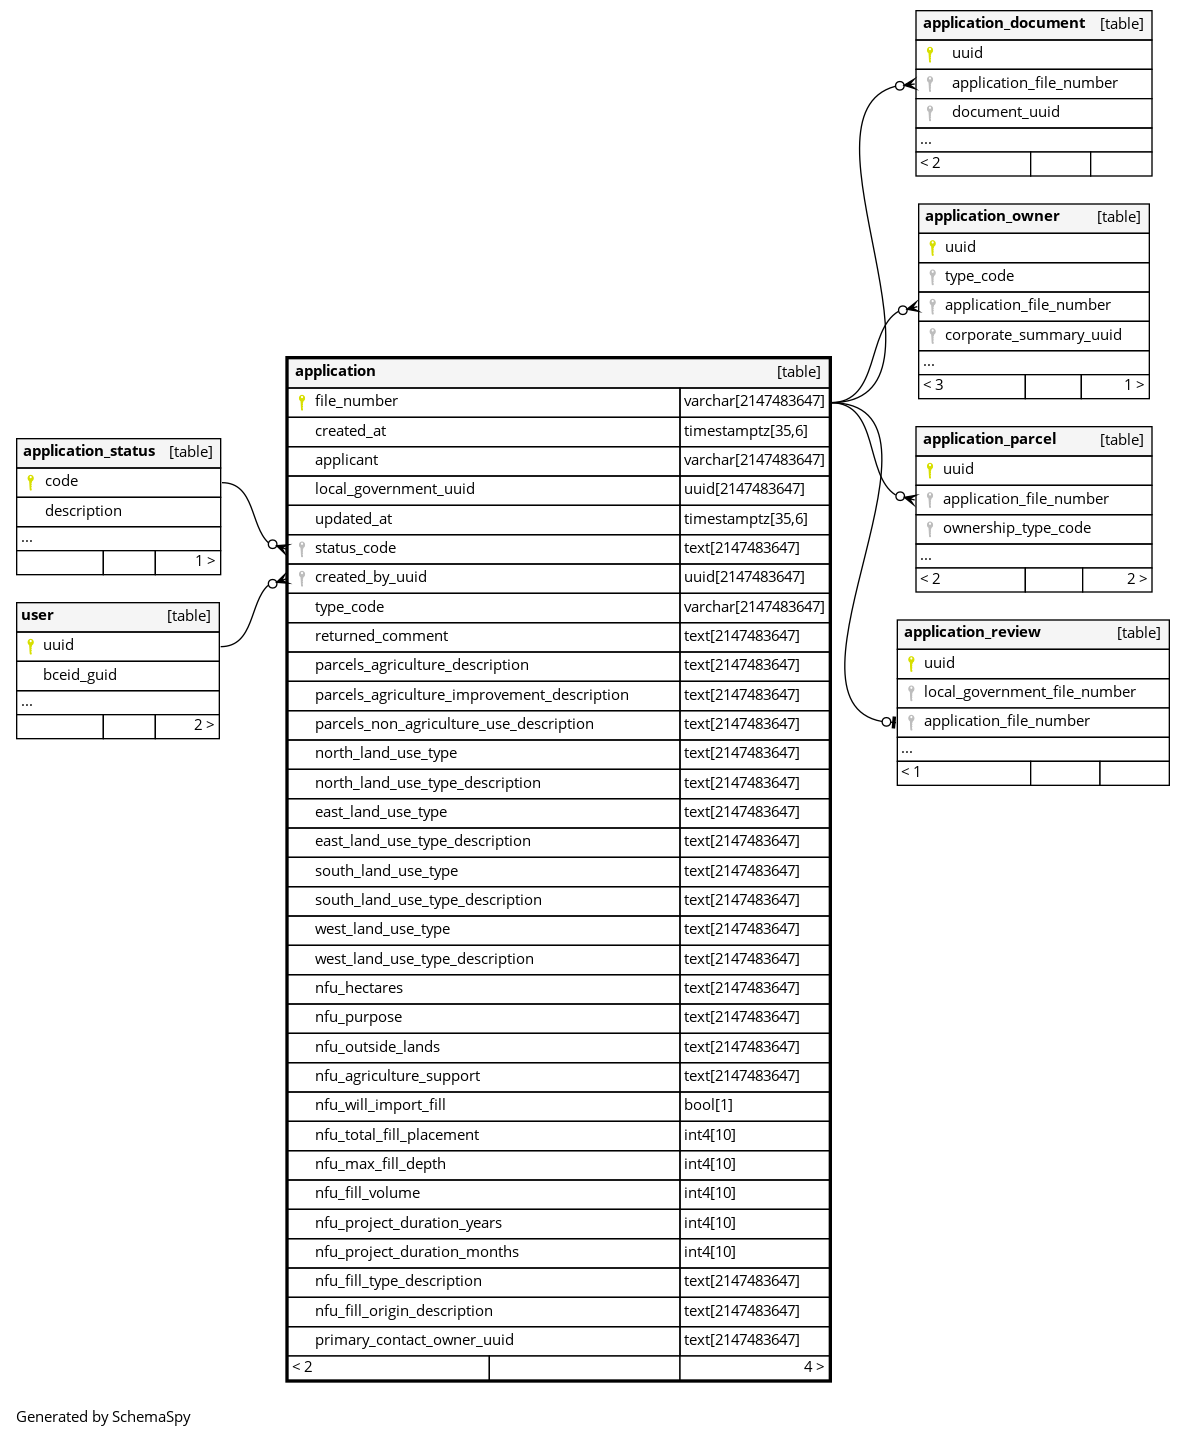 application_document [table]
uuid
application_file_number
document_uuid
...
< 2
application_owner [table]
uuid
type_code
application_file_number
corporate_summary_uuid
...
< 3 1 >
application [table]
file_number varchar[2147483647]
created_at timestamptz[35,6]
applicant varchar[2147483647]
local_government_uuid uuid[2147483647]
updated_at timestamptz[35,6]
status_code text[2147483647]
created_by_uuid uuid[2147483647]
type_code varchar[2147483647]
returned_comment text[2147483647]
parcels_agriculture_description text[2147483647]
parcels_agriculture_improvement_description text[2147483647]
parcels_non_agriculture_use_description text[2147483647]
north_land_use_type text[2147483647]
north_land_use_type_description text[2147483647]
east_land_use_type text[2147483647]
east_land_use_type_description text[2147483647]
south_land_use_type text[2147483647]
south_land_use_type_description text[2147483647]
west_land_use_type text[2147483647]
west_land_use_type_description text[2147483647]
nfu_hectares text[2147483647]
nfu_purpose text[2147483647]
nfu_outside_lands text[2147483647]
nfu_agriculture_support text[2147483647]
nfu_will_import_fill bool[1]
nfu_total_fill_placement int4[10]
nfu_max_fill_depth int4[10]
nfu_fill_volume int4[10]
nfu_project_duration_years int4[10]
nfu_project_duration_months int4[10]
nfu_fill_type_description text[2147483647]
nfu_fill_origin_description text[2147483647]
primary_contact_owner_uuid text[2147483647]
< 2 4 >
application_status [table]
code
description
...
1 >
user [table]
uuid
bceid_guid
...
2 >
application_parcel [table]
uuid
application_file_number
ownership_type_code
...
< 2 2 >
application_review [table]
uuid
local_government_file_number
application_file_number
...
< 1
Generated by SchemaSpy